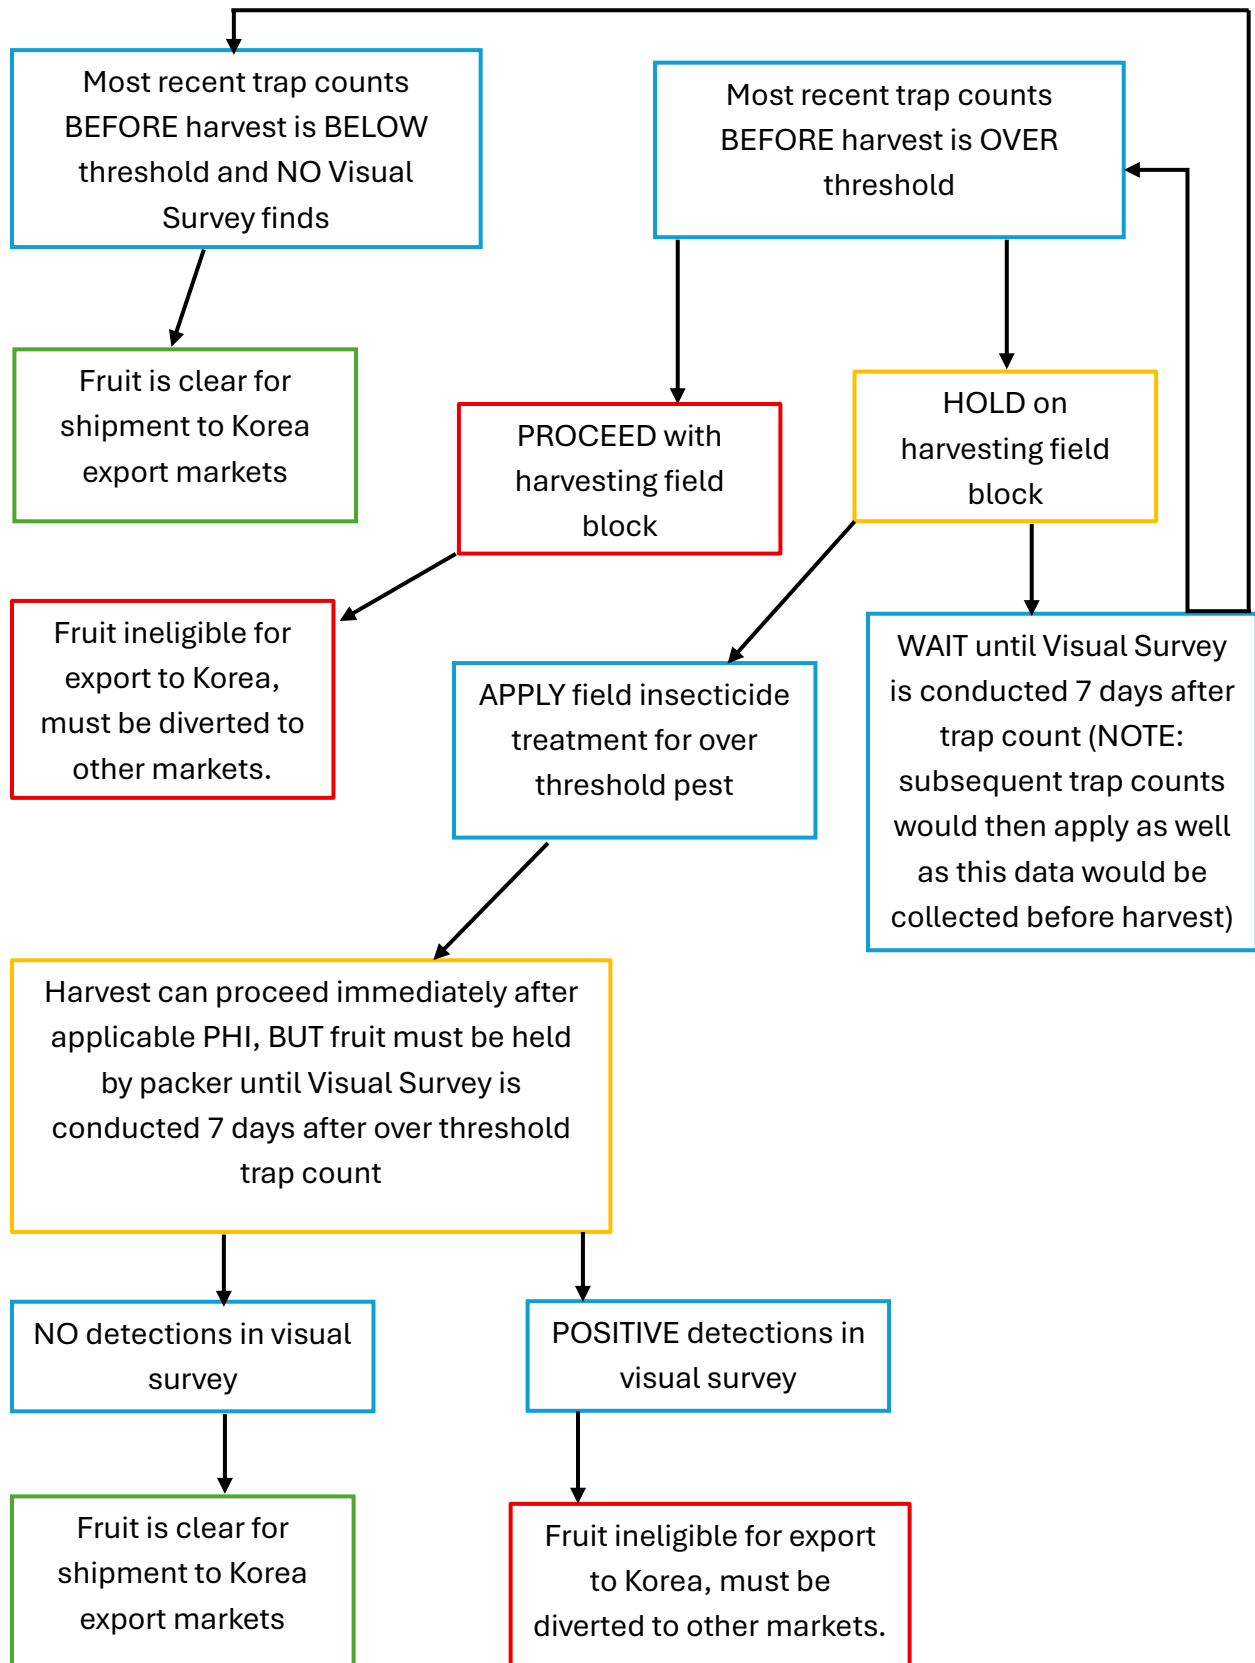 Most recent trap counts
BEFORE harvest is BELOW
threshold and NO Visual
Survey finds
Most recent trap counts
BEFORE harvest is OVER
threshold
Fruit is clear for
shipment to Korea
export markets
PROCEED with
harvesting field
block
HOLD on
harvesting field
block
Fruit ineligible for
export to Korea,
must be diverted to
other markets.
APPLY field insecticide
treatment for over
threshold pest
WAIT until Visual Survey
is conducted 7 days after
trap count (NOTE:
subsequent trap counts
would then apply as well
as this data would be
collected before harvest)
Harvest can proceed immediately after
applicable PHI, BUT fruit must be held
by packer until Visual Survey is
conducted 7 days after over threshold
trap count
NO detections in visual
survey
POSITIVE detections in
visual survey
Fruit is clear for
shipment to Korea
export markets
Fruit ineligible for export
to Korea, must be
diverted to other markets.